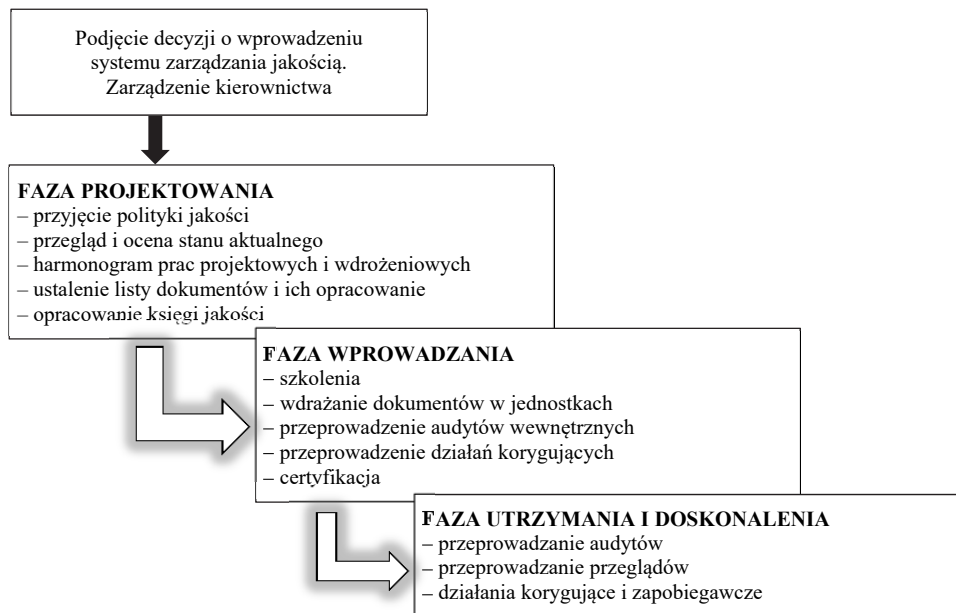 Podjęcie decyzji o wprowadzeniu
systemu zarządzania jakością.
Zarządzenie kierownictwa
FAZA PROJEKTOWANIA
– przyjęcie polityki jakości
– przegląd i ocena stanu aktualnego
– harmonogram prac projektowych i wdrożeniowych
– ustalenie listy dokumentów i ich opracowanie
– opracowanie księgi jakości
FAZA WPROWADZANIA
– szkolenia
– wdrażanie dokumentów w jednostkach
– przeprowadzenie audytów wewnętrznych
– przeprowadzenie działań korygujących
– certyfikacja
FAZA UTRZYMANIA I DOSKONALENIA
– przeprowadzanie audytów
– przeprowadzanie przeglądów
– działania korygujące i zapobiegawcze